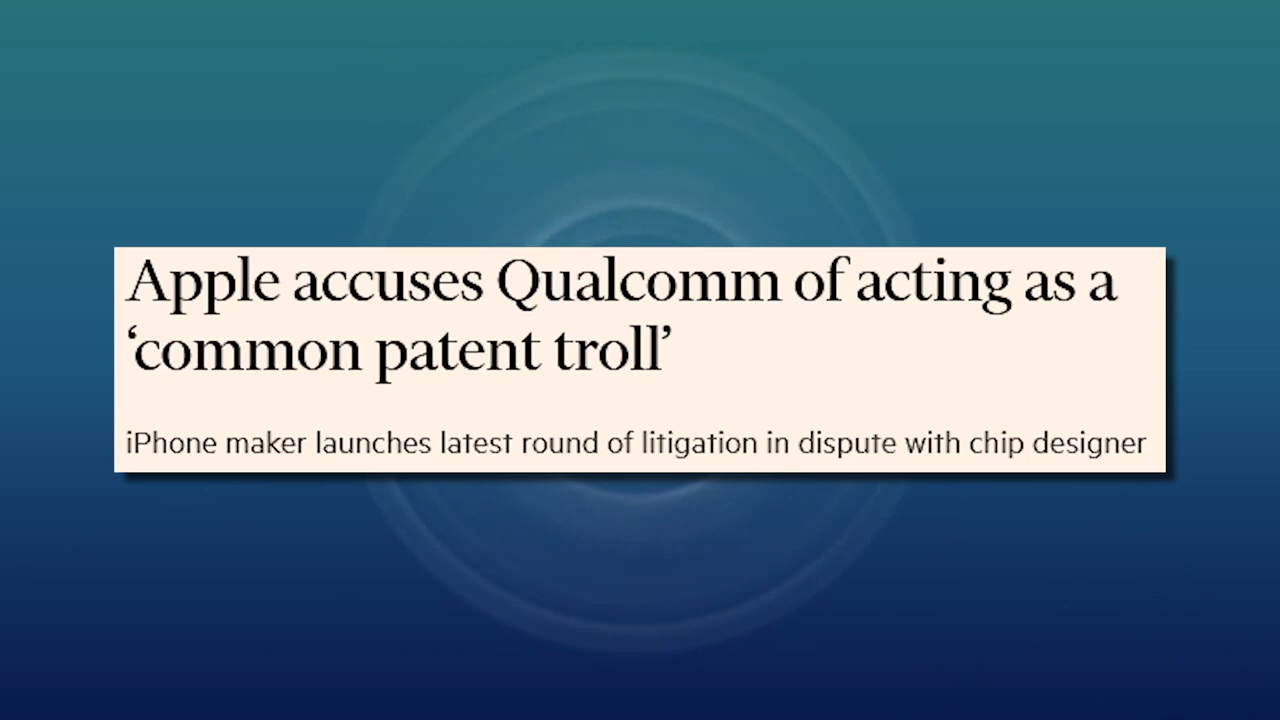 Apple accuses Qualcomm of acting as a
‘common patent troll’
iPhone maker launches latest round of litigation in dispute with chip designer